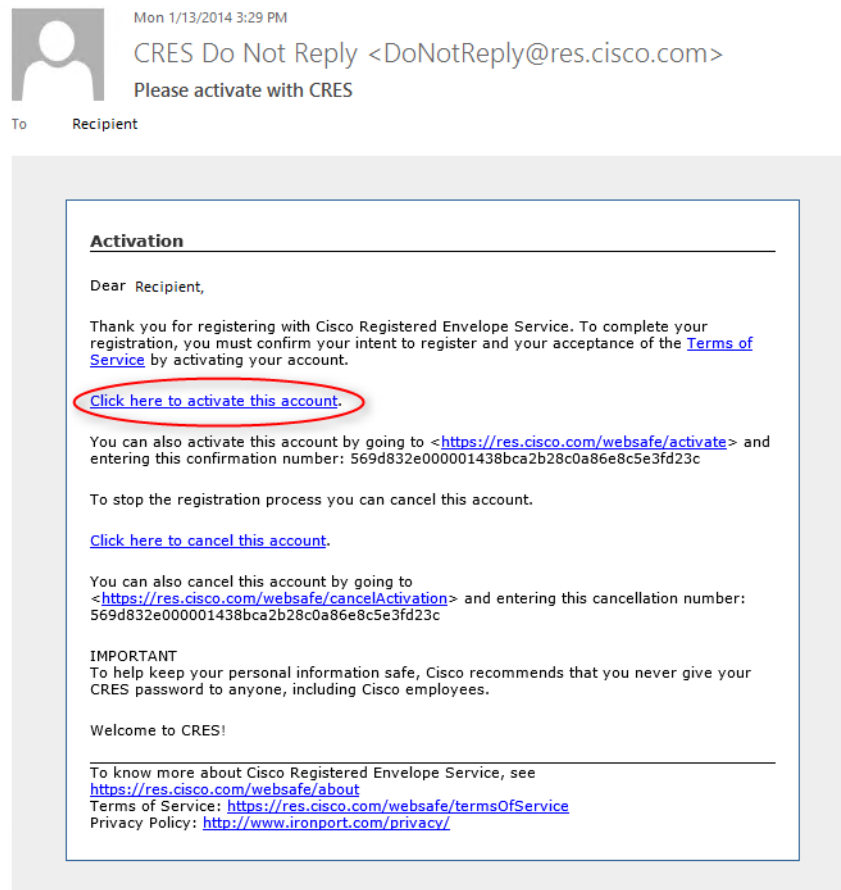 Mon 1/13/2014 3:29 PM
CRES Do Not Reply <DoNotReply@res.cisco.com>
Please activate with CRES
To Recipient
Activation
Dear Recipient,
Thank you for registering with Cisco Registered Envelope Service. To complete your
registration, you must confirm your intent to register and your acceptance of the Terms of
Service by activating your account.
Click here to activate this account.
You can also activate this account by going to <https://res.cisco.com/websafe/activate> and
entering this confirmation number: 569d832e000001438bca2b28c0a86e8c5e3fd23c
To stop the registration process you can cancel this account.
Click here to cancel this account.
You can also cancel this account by going to
<https://res.cisco.com/websafe/cancelActivation> and entering this cancellation number:
569d832e000001438bca2b28c0a86e8c5e3fd23c
IMPORTANT
To help keep your personal information safe, Cisco recommends that you never give your
CRES password to anyone, including Cisco employees.
Welcome to CRES!
To know more about Cisco Registered Envelope Service, see
https://res.cisco.com/websafe/about
Terms of Service: https://res.cisco.com/websafe/termsOfService
Privacy Policy: http://www.ironport.com/privacy/